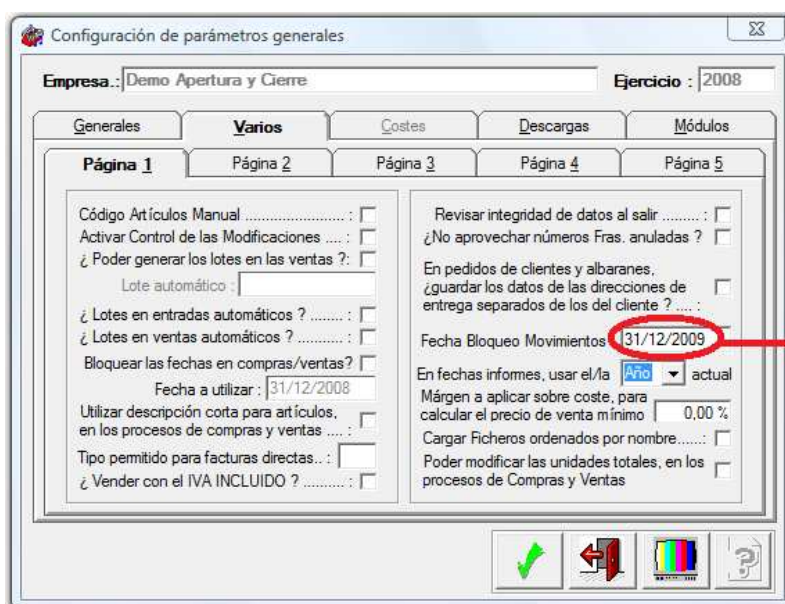 Configuración de parámetros generales
Empresa.: Demo Apertura y Cierre
Ejercicio : 2008
Generales
Varios
Costes
Descargas
Módulos
Página 1
Página 2
Página 3
Página 4
Página 5
Código Artículos Manual ....................... :
Activar Control de las Modificaciones .... :
¿ Poder generar los lotes en las ventas ?:
Lote automático :
¿ Lotes en entradas automáticos ? ........ :
¿ Lotes en ventas automáticos ? ........... :
Bloquear las fechas en compras/ventas?
Fecha a utilizar : 31/12/2008
Utilizar descripción corta para artículos,
en los procesos de compras y ventas .... :
Tipo permitido para facturas directas.. :
¿ Vender con el IVA INCLUIDO ? .......... :
Revisar integridad de datos al salir ......... :
¿No aprovechar números Fras. anuladas ?
En pedidos de clientes y albaranes,
¿guardar los datos de las direcciones de
entrega separados de los del cliente ? .... :
Fecha Bloqueo Movimientos 31/12/2009
En fechas informes, usar el/la Año actual
Márgen a aplicar sobre coste, para
calcular el precio de venta mínimo 0,00 %
Cargar Ficheros ordenados por nombre......:
Poder modificar las unidades totales, en los
procesos de Compras y Ventas